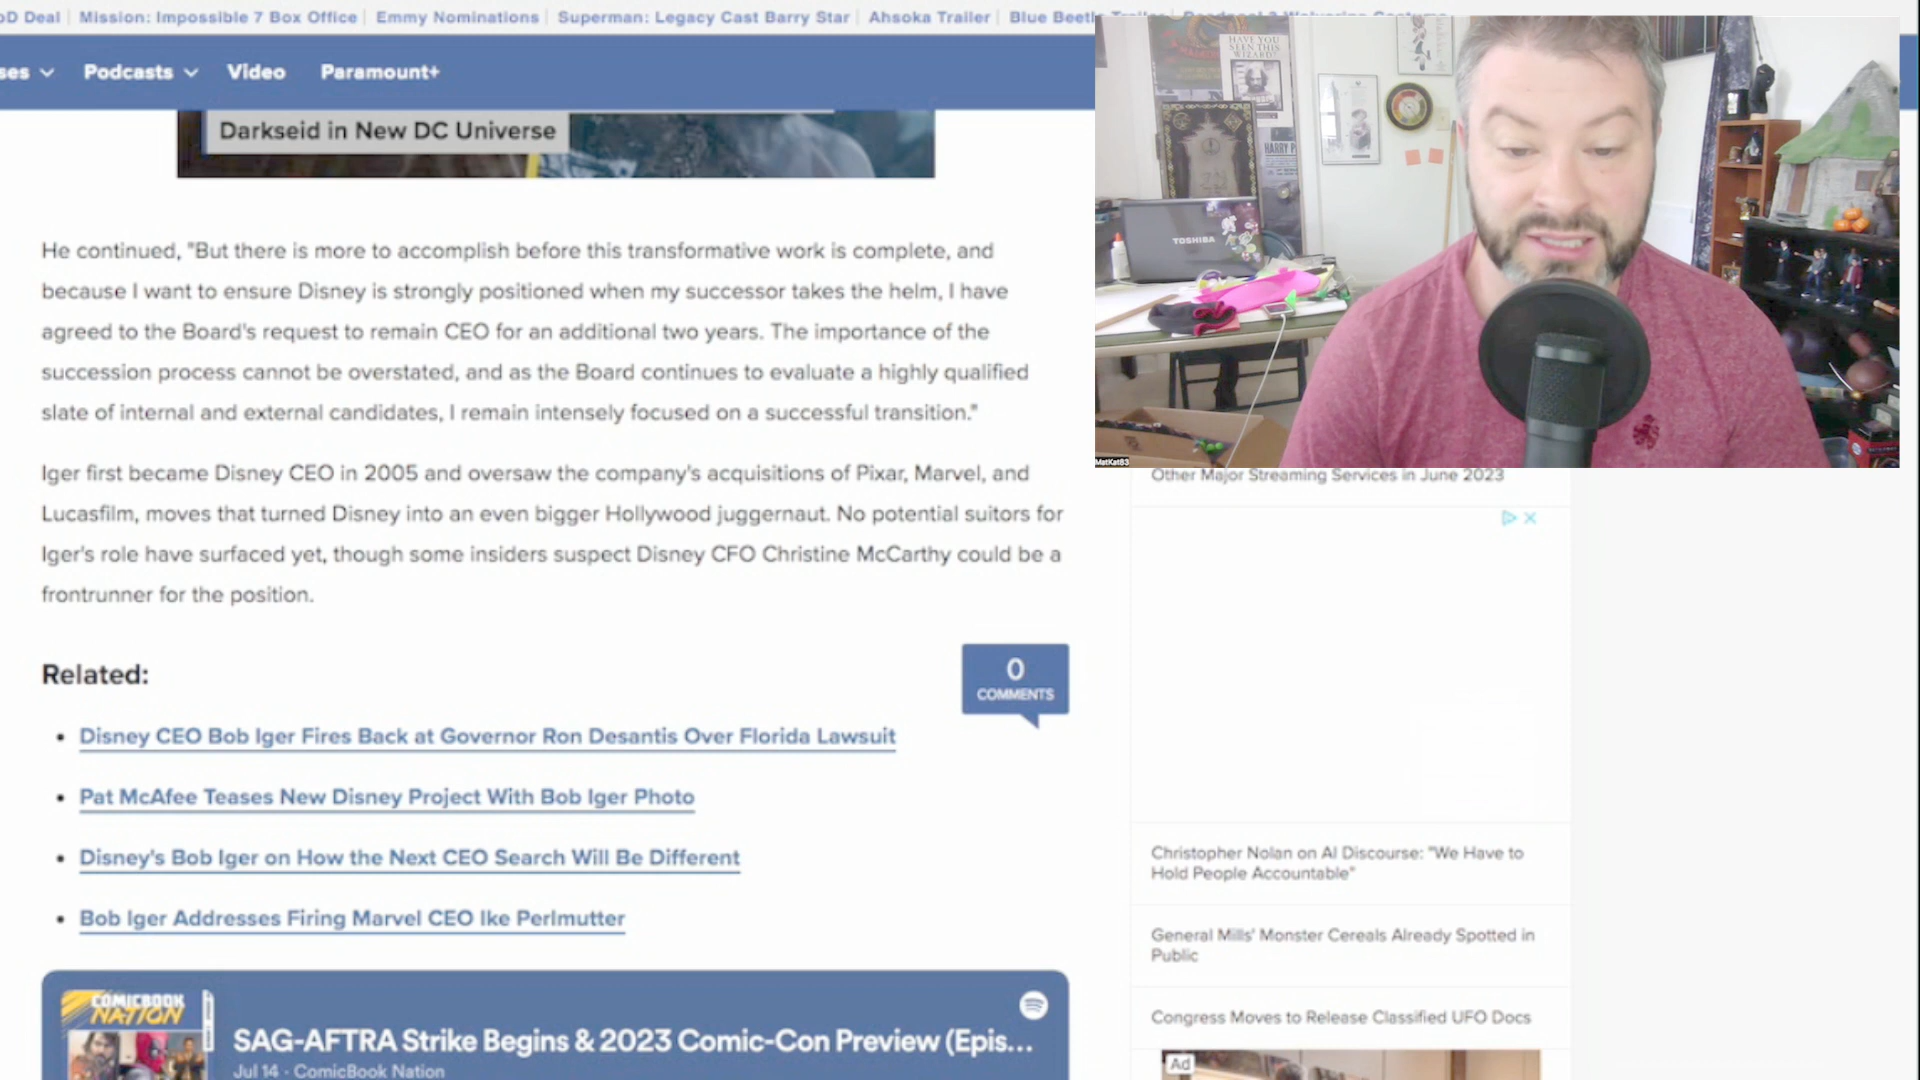 oD Deal
Mission: Impossible 7 Box Office
Emmy Nominations
Superman: Legacy Cast Barry Star
Ahsoka Trailer
Blue Beetle Trailer
ses
Podcasts
Video
Paramount+
Darkseid in New DC Universe
He continued, "But there is more to accomplish before this transformative work is complete, and
because I want to ensure Disney is strongly positioned when my successor takes the helm, I have
agreed to the Board's request to remain CEO for an additional two years. The importance of the
succession process cannot be overstated, and as the Board continues to evaluate a highly qualified
slate of internal and external candidates, I remain intensely focused on a successful transition."
Iger first became Disney CEO in 2005 and oversaw the company's acquisitions of Pixar, Marvel, and
Lucasfilm, moves that turned Disney into an even bigger Hollywood juggernaut. No potential suitors for
Iger's role have surfaced yet, though some insiders suspect Disney CFO Christine McCarthy could be a
frontrunner for the position.
Related:
0
COMMENTS
Disney CEO Bob Iger Fires Back at Governor Ron Desantis Over Florida Lawsuit
Pat McAfee Teases New Disney Project With Bob Iger Photo
Disney's Bob Iger on How the Next CEO Search Will Be Different
Bob Iger Addresses Firing Marvel CEO Ike Perlmutter
COMICBOOK
NATION
SAG-AFTRA Strike Begins & 2023 Comic-Con Preview (Epis...
Jul 14 · ComicBook Nation
HAVE YOU
SEEN THIS
WIZARD?
HARRY P
TOSHIBA
MatKat83
Other Major Streaming Services in June 2023
Christopher Nolan on AI Discourse: "We Have to
Hold People Accountable"
General Mills' Monster Cereals Already Spotted in
Public
Congress Moves to Release Classified UFO Docs
Ad